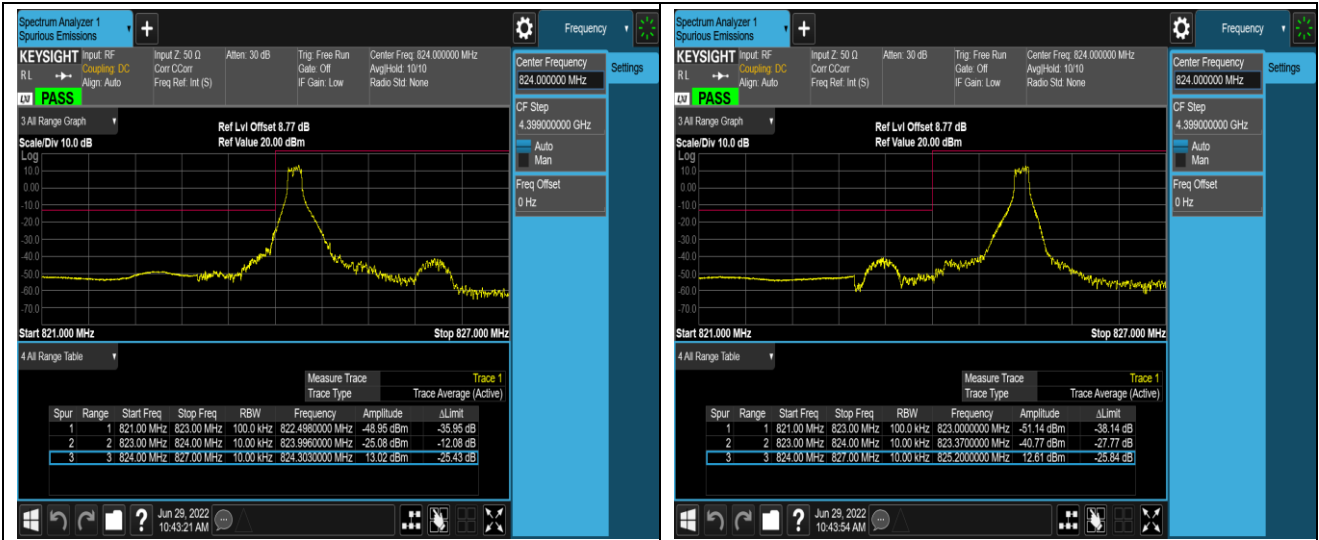 Spectrum Analyzer 1
Spurious Emissions
+
Frequency
KEYSIGHT Input: RF Input Z: 50 Ω Atten: 30 dB Trig: Free Run Center Freq: 824.000000 MHz
Coupling: DC Corr CCorr Gate: Off Avg|Hold: 10/10
RL Align: Auto Freq Ref: Int (S) IF Gain: Low Radio Std: None
LXI PASS
Center Frequency
824.000000 MHz
Settings
CF Step
4.399000000 GHz
Auto
Man
Freq Offset
0 Hz
3 All Range Graph
Ref Lvl Offset 8.77 dB
Scale/Div 10.0 dB Ref Value 20.00 dBm
Log
10.0
0.00
-10.0
-20.0
-30.0
-40.0
-50.0
-60.0
-70.0
Start 821.000 MHz Stop 827.000 MHz
4 All Range Table
Measure Trace Trace 1
Trace Type Trace Average (Active)
Spur Range Start Freq Stop Freq RBW Frequency Amplitude ΔLimit
1 1 821.00 MHz 823.00 MHz 100.0 kHz 822.4980000 MHz -48.95 dBm -35.95 dB
2 2 823.00 MHz 824.00 MHz 10.00 kHz 823.9960000 MHz -25.08 dBm -12.08 dB
3 3 824.00 MHz 827.00 MHz 10.00 kHz 824.3030000 MHz 13.02 dBm -25.43 dB
? Jun 29, 2022
10:43:21 AM
Spectrum Analyzer 1
Spurious Emissions
+
Frequency
KEYSIGHT Input: RF Input Z: 50 Ω Atten: 30 dB Trig: Free Run Center Freq: 824.000000 MHz
Coupling: DC Corr CCorr Gate: Off Avg|Hold: 10/10
RL Align: Auto Freq Ref: Int (S) IF Gain: Low Radio Std: None
LXI PASS
Center Frequency
824.000000 MHz
Settings
CF Step
4.399000000 GHz
Auto
Man
Freq Offset
0 Hz
3 All Range Graph
Ref Lvl Offset 8.77 dB
Scale/Div 10.0 dB Ref Value 20.00 dBm
Log
10.0
0.00
-10.0
-20.0
-30.0
-40.0
-50.0
-60.0
-70.0
Start 821.000 MHz Stop 827.000 MHz
4 All Range Table
Measure Trace Trace 1
Trace Type Trace Average (Active)
Spur Range Start Freq Stop Freq RBW Frequency Amplitude ΔLimit
1 1 821.00 MHz 823.00 MHz 100.0 kHz 823.0000000 MHz -51.14 dBm -38.14 dB
2 2 823.00 MHz 824.00 MHz 10.00 kHz 823.3700000 MHz -40.77 dBm -27.77 dB
3 3 824.00 MHz 827.00 MHz 10.00 kHz 825.2000000 MHz 12.61 dBm -25.84 dB
? Jun 29, 2022
10:43:54 AM